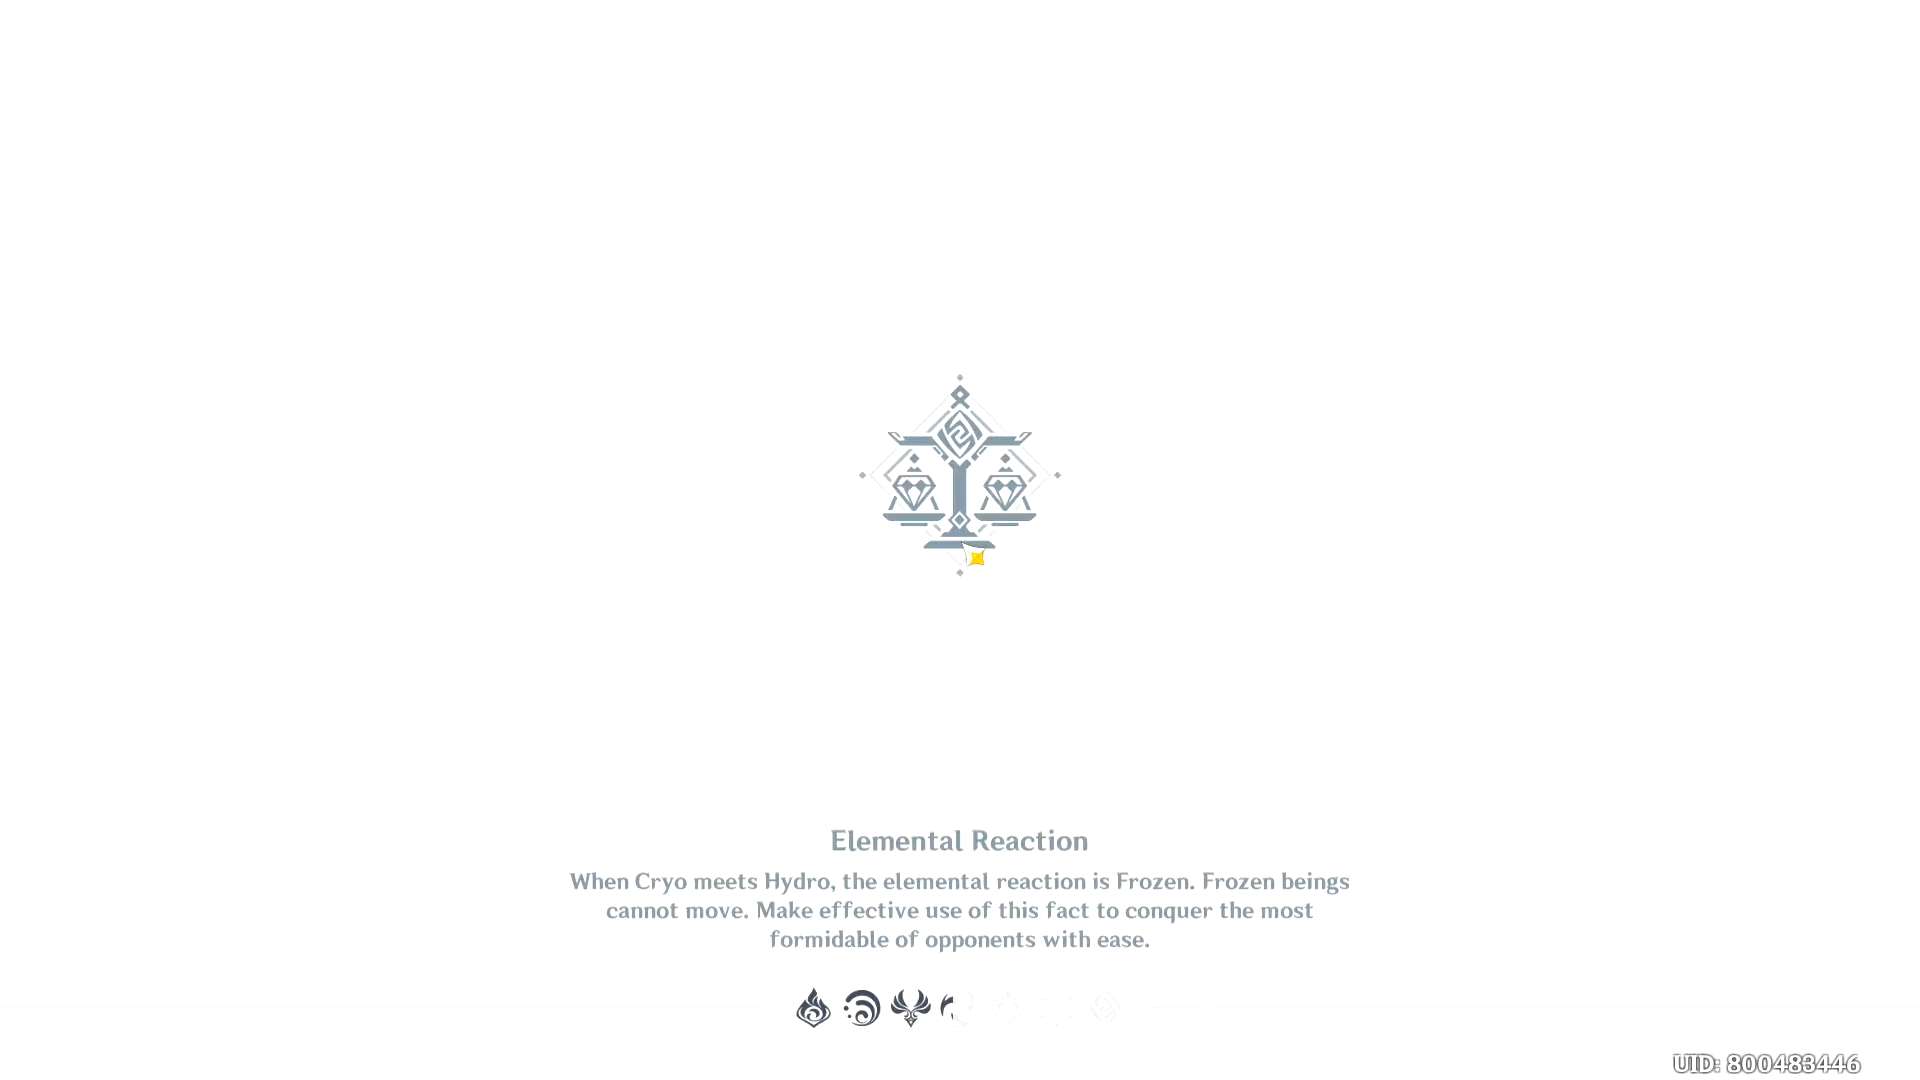 Elemental Reaction
When Cryo meets Hydro, the elemental reaction is Frozen. Frozen beings
cannot move. Make effective use of this fact to conquer the most
formidable of opponents with ease.
UID: 800483446